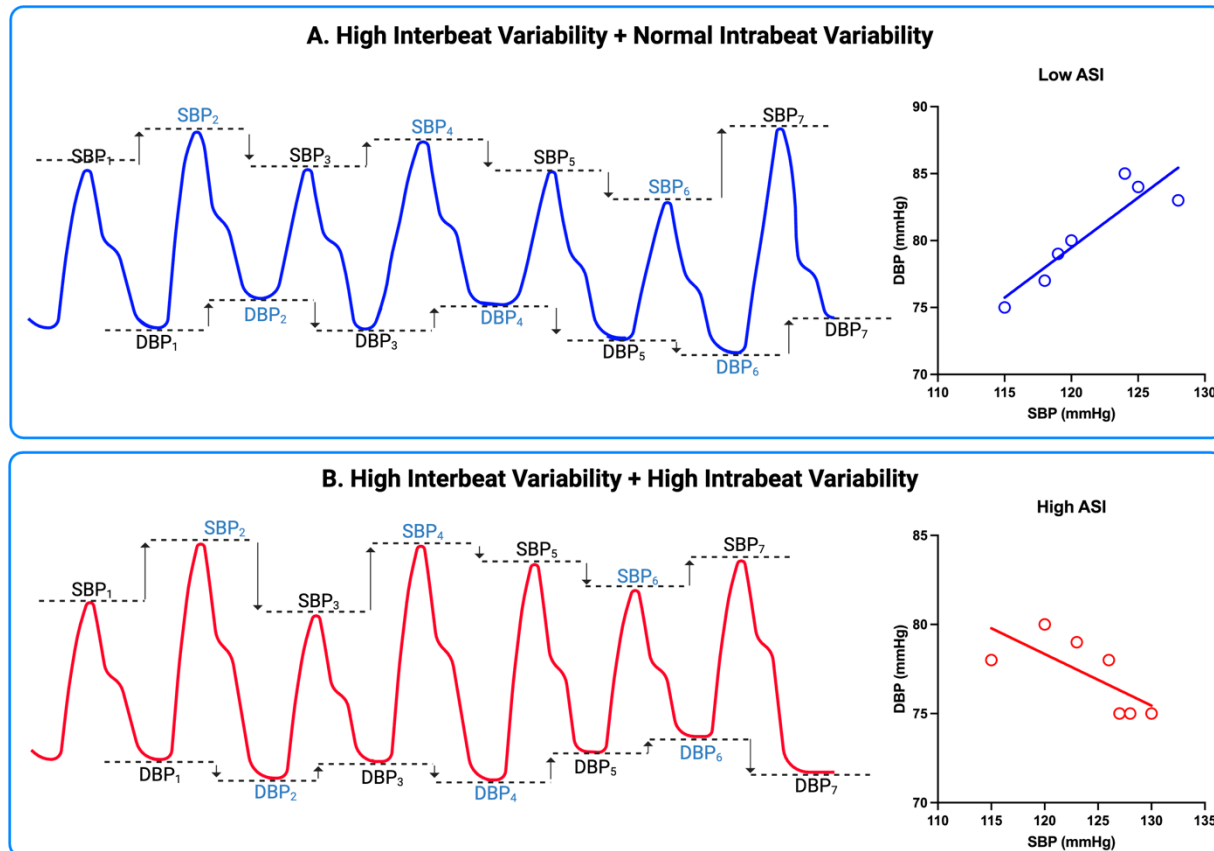 A. High Interbeat Variability + Normal Intrabeat Variability
SBP₁
SBP₂
SBP₃
SBP₄
SBP₅
SBP₆
SBP₇
DBP₁
DBP₂
DBP₃
DBP₄
DBP₅
DBP₆
DBP₇
Low ASI
DBP (mmHg)
90
85
80
75
70
110 115 120 125 130
SBP (mmHg)
B. High Interbeat Variability + High Intrabeat Variability
SBP₁
SBP₂
SBP₃
SBP₄
SBP₅
SBP₆
SBP₇
DBP₁
DBP₂
DBP₃
DBP₄
DBP₅
DBP₆
DBP₇
High ASI
DBP (mmHg)
85
80
75
70
110 115 120 125 130 135
SBP (mmHg)